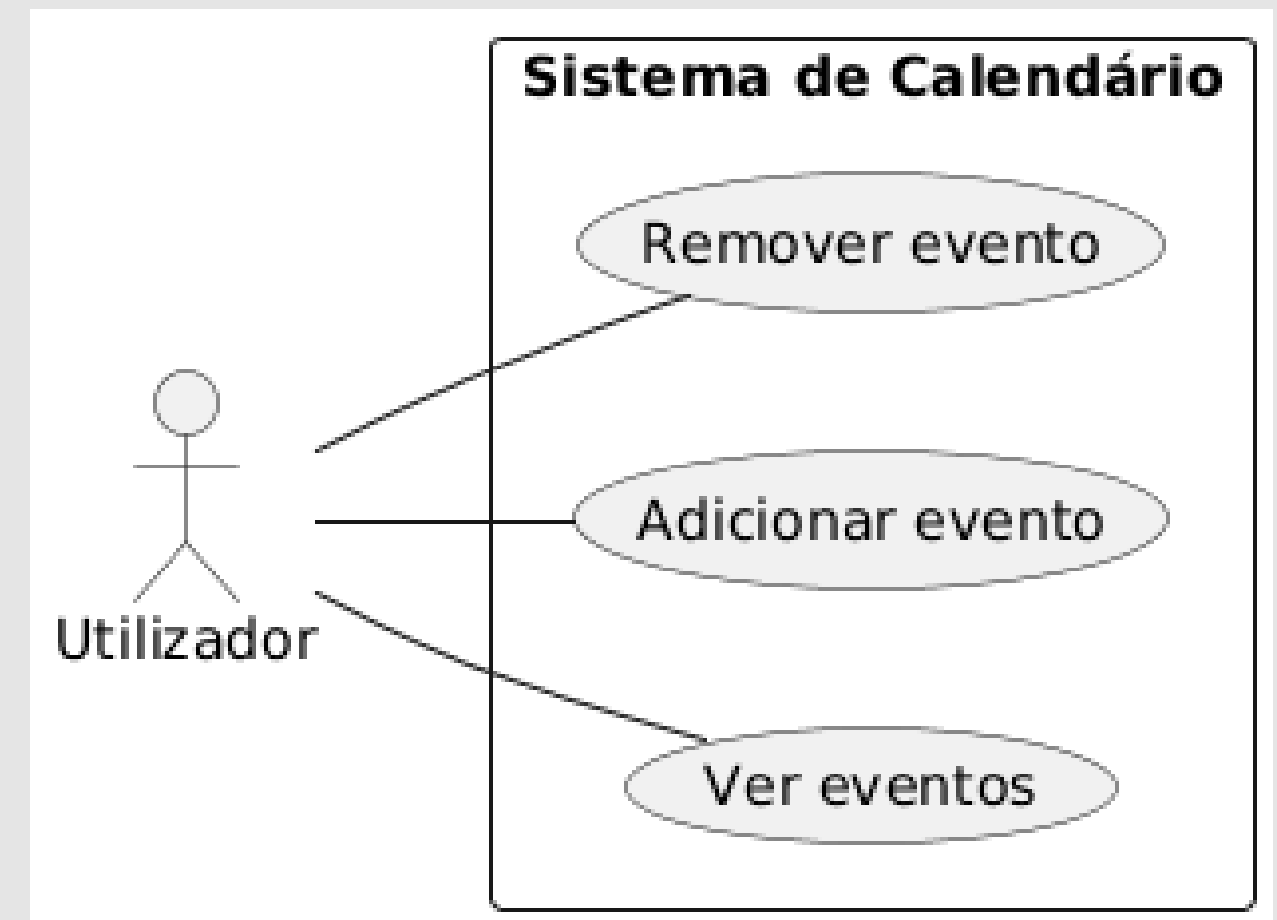 Sistema de Calendário
Remover evento
Adicionar evento
Utilizador
Ver eventos